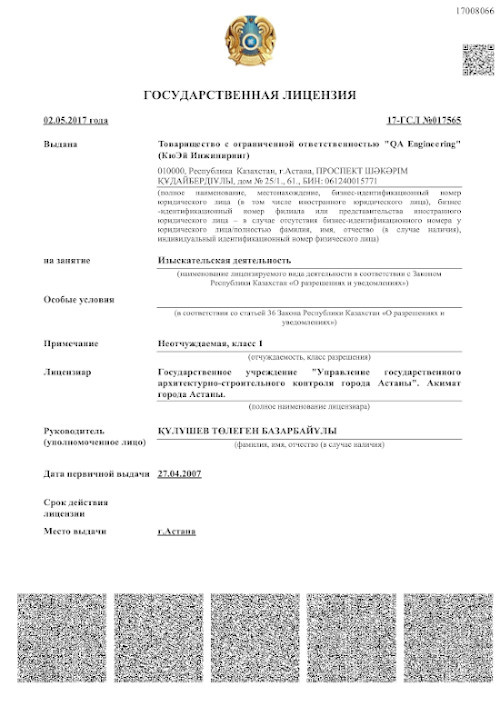 17008066
ГОСУДАРСТВЕННАЯ ЛИЦЕНЗИЯ
02.05.2017 года 17-ГСЛ №017565
Выдана Товарищество с ограниченной ответственностью "QA Engineering"
(КюЭй Инжиниринг)
010000, Республика Казахстан, г.Астана, ПРОСПЕКТ ШӘКӘРІМ
ҚҰДАЙБЕРДІҰЛЫ, дом № 25/1., 61., БИН: 061240015771
(полное наименование, местонахождение, бизнес-идентификационный номер
юридического лица (в том числе иностранного юридического лица), бизнес
-идентификационный номер филиала или представительства иностранного
юридического лица – в случае отсутствия бизнес-идентификационного номера у
юридического лица/полностью фамилия, имя, отчество (в случае наличия),
индивидуальный идентификационный номер физического лица)
на занятие Изыскательская деятельность
(наименование лицензируемого вида деятельности в соответствии с Законом
Республики Казахстан «О разрешениях и уведомлениях»)
Особые условия
(в соответствии со статьей 36 Закона Республики Казахстан «О разрешениях и
уведомлениях»)
Примечание Неотчуждаемая, класс 1
(отчуждаемость, класс разрешения)
Лицензиар Государственное учреждение "Управление государственного
архитектурно-строительного контроля города Астаны". Акимат
города Астаны.
(полное наименование лицензиара)
Руководитель ҚҰЛҮШЕВ ТӨЛЕГЕН БАЗАРБАЙҰЛЫ
(уполномоченное лицо) (фамилия, имя, отчество (в случае наличия)
Дата первичной выдачи 27.04.2007
Срок действия
лицензии
Место выдачи г.Астана